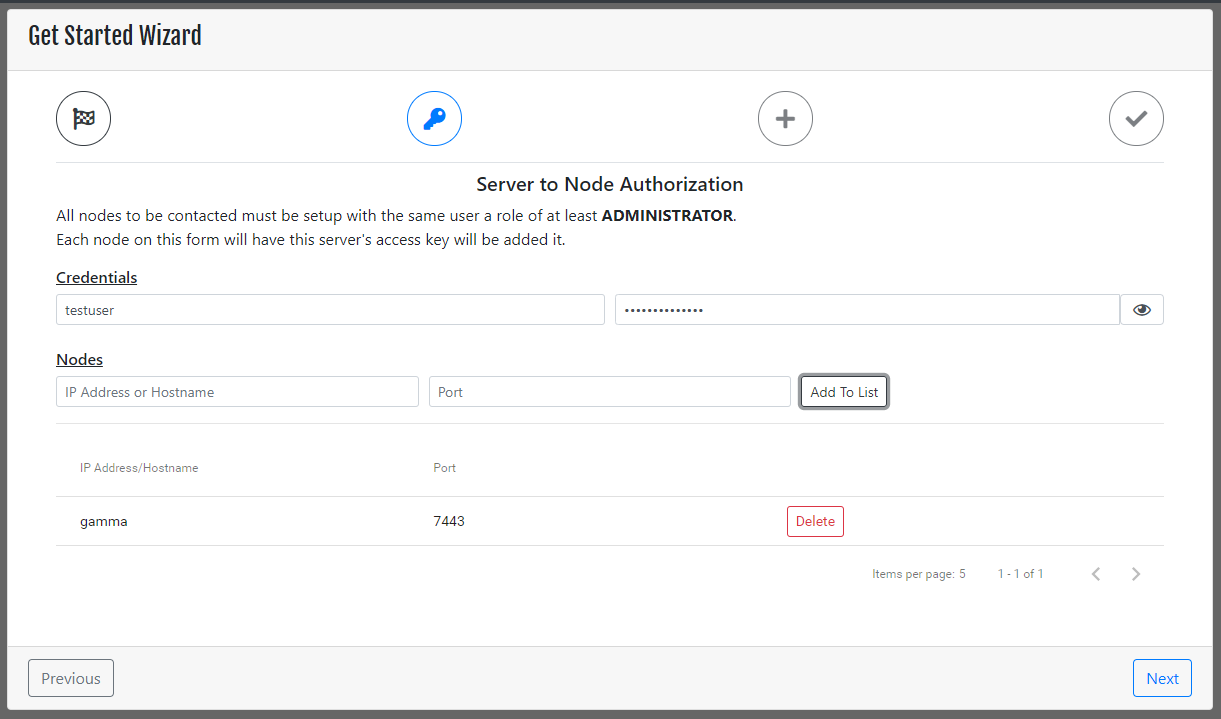 Get Started Wizard
Server to Node Authorization
All nodes to be contacted must be setup with the same user a role of at least ADMINISTRATOR.
Each node on this form will have this server's access key will be added it.
Credentials
testuser ••••••••••••••
Nodes
IP Address or Hostname Port Add To List
IP Address/Hostname Port
gamma 7443 Delete
Items per page: 5 1 - 1 of 1
Previous Next